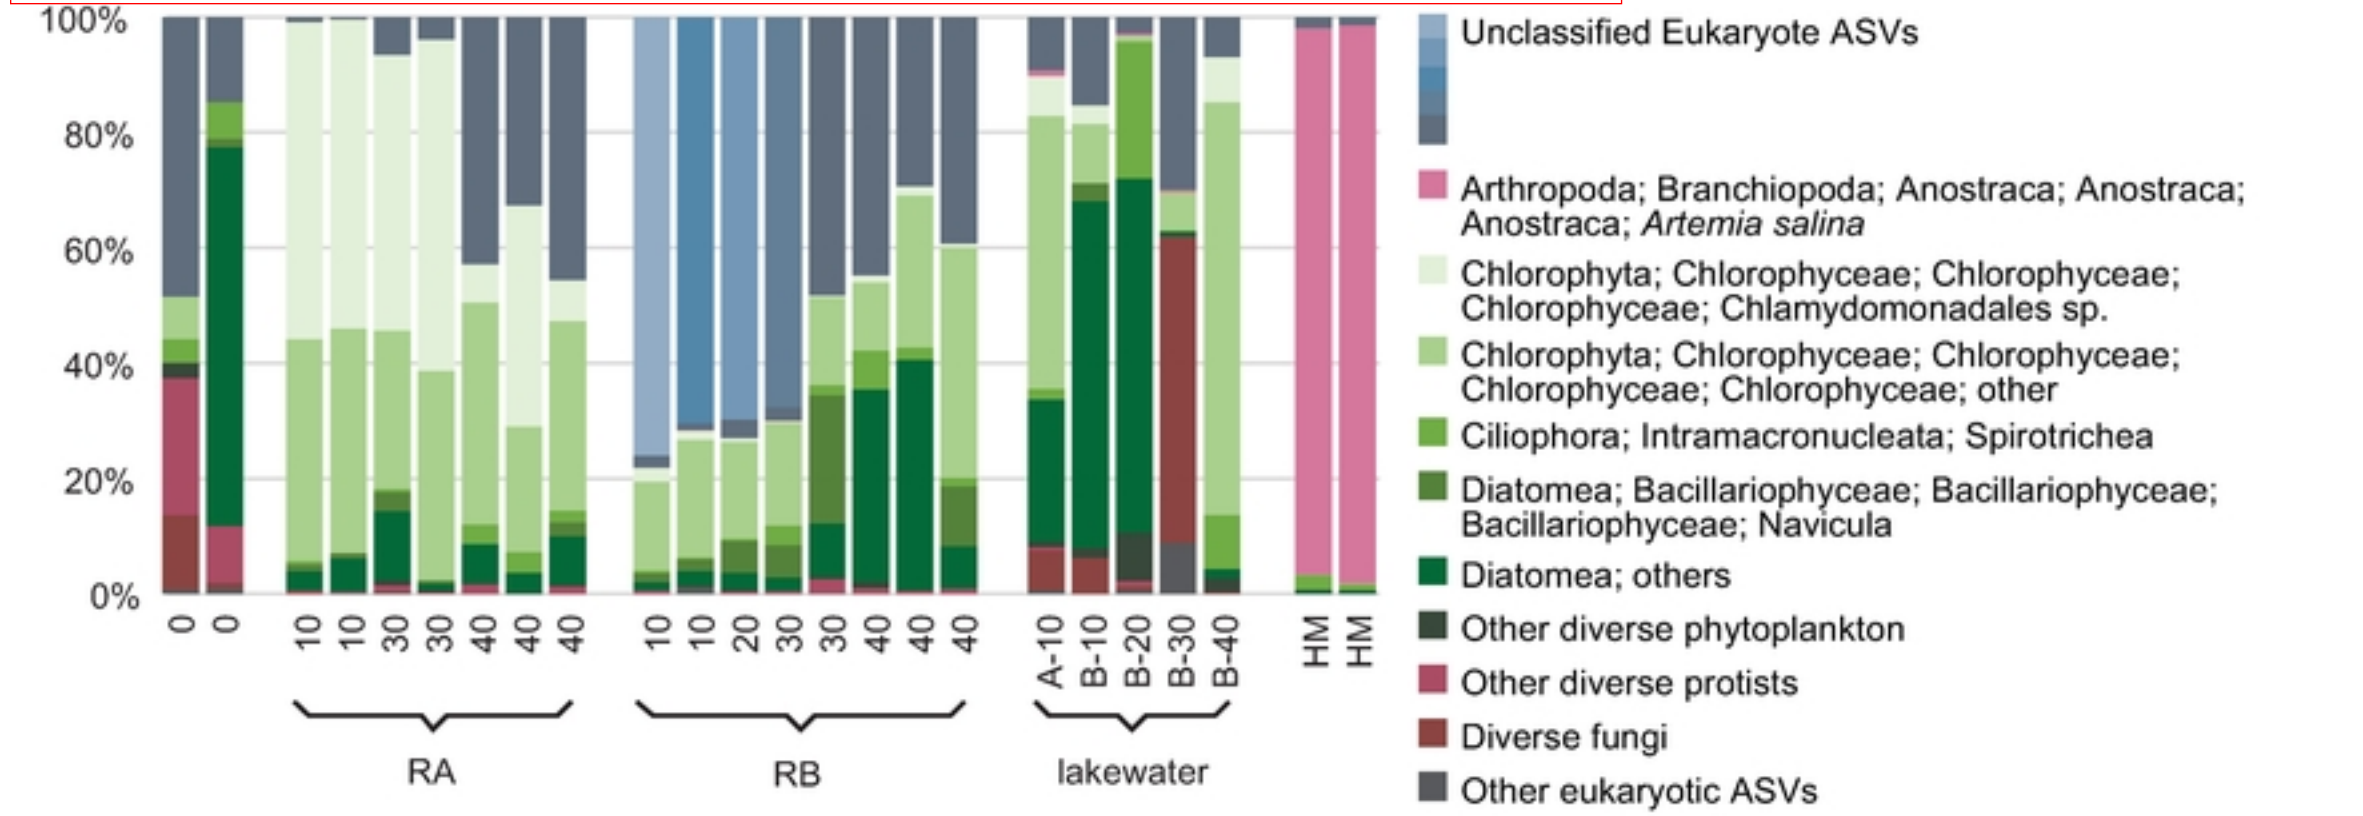 100%
80%
60%
40%
20%
0%
0 0 10 10 30 30 40 40 40 10 10 20 30 30 40 40 40 A-10 B-10 B-20 B-30 B-40 HM HM
RA RB lakewater
Unclassified Eukaryote ASVs
Arthropoda; Branchiopoda; Anostraca; Anostraca;
Anostraca; Artemia salina
Chlorophyta; Chlorophyceae; Chlorophyceae;
Chlorophyceae; Chlamydomonadales sp.
Chlorophyta; Chlorophyceae; Chlorophyceae;
Chlorophyceae; Chlorophyceae; other
Ciliophora; Intramacronucleata; Spirotrichea
Diatomea; Bacillariophyceae; Bacillariophyceae;
Bacillariophyceae; Navicula
Diatomea; others
Other diverse phytoplankton
Other diverse protists
Diverse fungi
Other eukaryotic ASVs